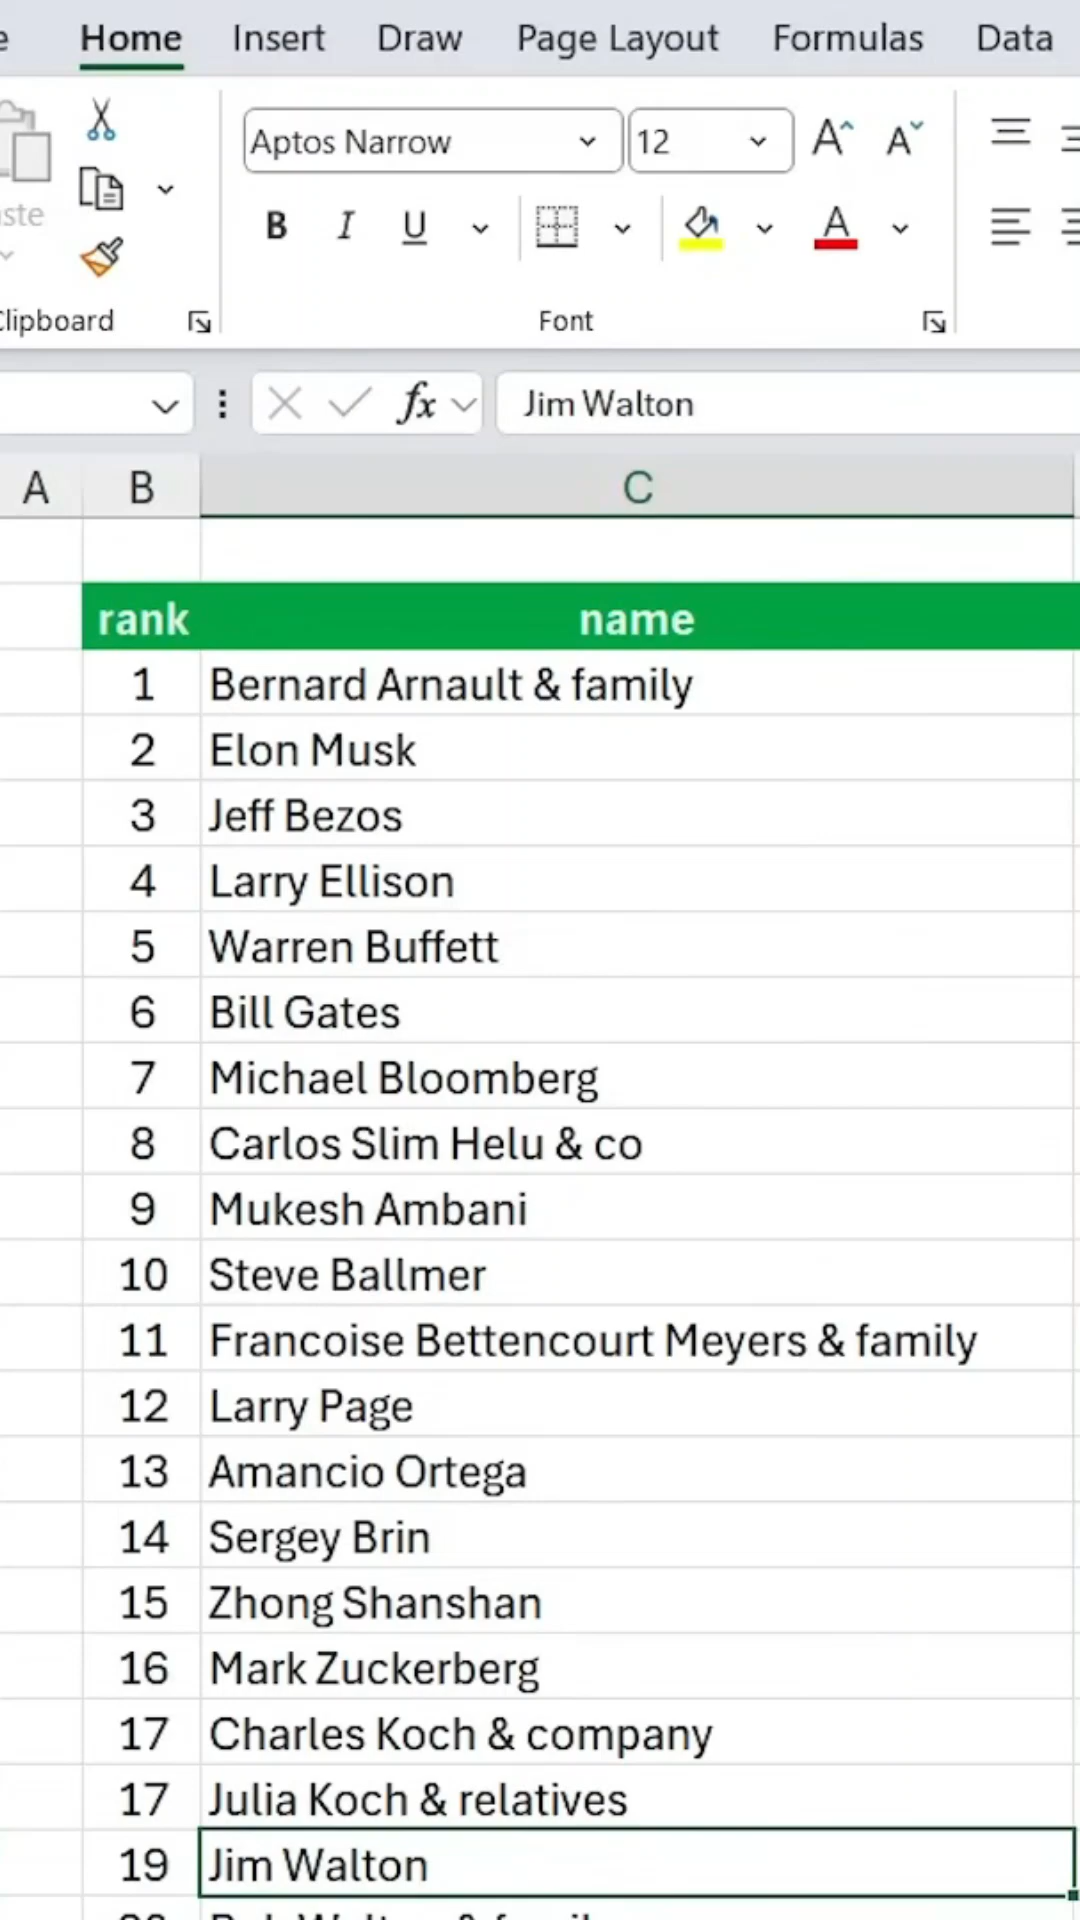 Home Insert Draw Page Layout Formulas Data
Aptos Narrow 12
B I U A
Clipboard Font
fx Jim Walton
A B C
rank name
1 Bernard Arnault & family
2 Elon Musk
3 Jeff Bezos
4 Larry Ellison
5 Warren Buffett
6 Bill Gates
7 Michael Bloomberg
8 Carlos Slim Helu & co
9 Mukesh Ambani
10 Steve Ballmer
11 Francoise Bettencourt Meyers & family
12 Larry Page
13 Amancio Ortega
14 Sergey Brin
15 Zhong Shanshan
16 Mark Zuckerberg
17 Charles Koch & company
17 Julia Koch & relatives
19 Jim Walton